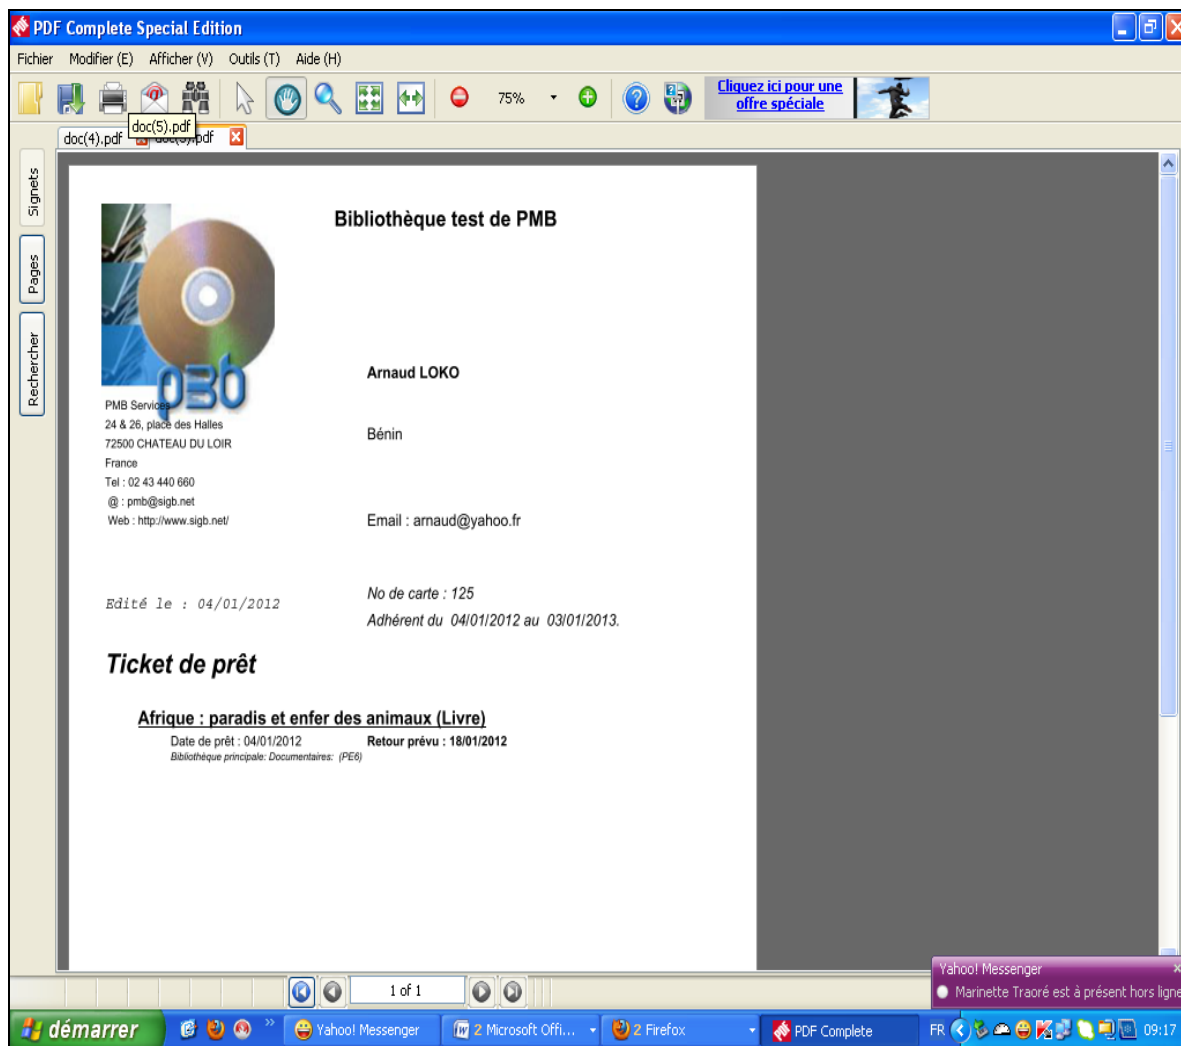 PDF Complete Special Edition
Fichier Modifier (E) Afficher (V) Outils (T) Aide (H)
75%
Cliquez ici pour une
offre spéciale
doc(5).pdf
doc(4).pdf
Signets
Pages
Rechercher
Bibliothèque test de PMB
pmb
PMB Services
24 & 26, place des Halles
72500 CHATEAU DU LOIR
France
Tel : 02 43 440 660
@ : pmb@sigb.net
Web : http://www.sigb.net/
Arnaud LOKO
Bénin
Email : arnaud@yahoo.fr
Edité le : 04/01/2012
No de carte : 125
Adhérent du 04/01/2012 au 03/01/2013.
Ticket de prêt
Afrique : paradis et enfer des animaux (Livre)
Date de prêt : 04/01/2012 Retour prévu : 18/01/2012
Bibliothèque principale: Documentaires: (PE6)
1 of 1
Yahoo! Messenger
Marinette Traoré est à présent hors ligne
démarrer
Yahoo! Messenger
2 Microsoft Offi...
2 Firefox
PDF Complete
FR
09:17